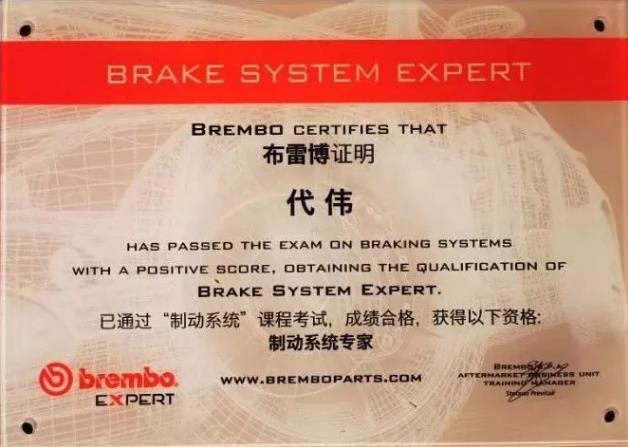 BRAKE SYSTEM EXPERT
BREMBO CERTIFIES THAT
布雷博证明
代伟
HAS PASSED THE EXAM ON BRAKING SYSTEMS
WITH A POSITIVE SCORE, OBTAINING THE QUALIFICATION OF
BRAKE SYSTEM EXPERT.
已通过“制动系统”课程考试，成绩合格，获得以下资格:
制动系统专家
brembo
EXPERT
WWW.BREMBOPARTS.COM
BREMBO S.P.A.
AFTERMARKET BUSINESS UNIT
TRAINING MANAGER
Stefano Previtali